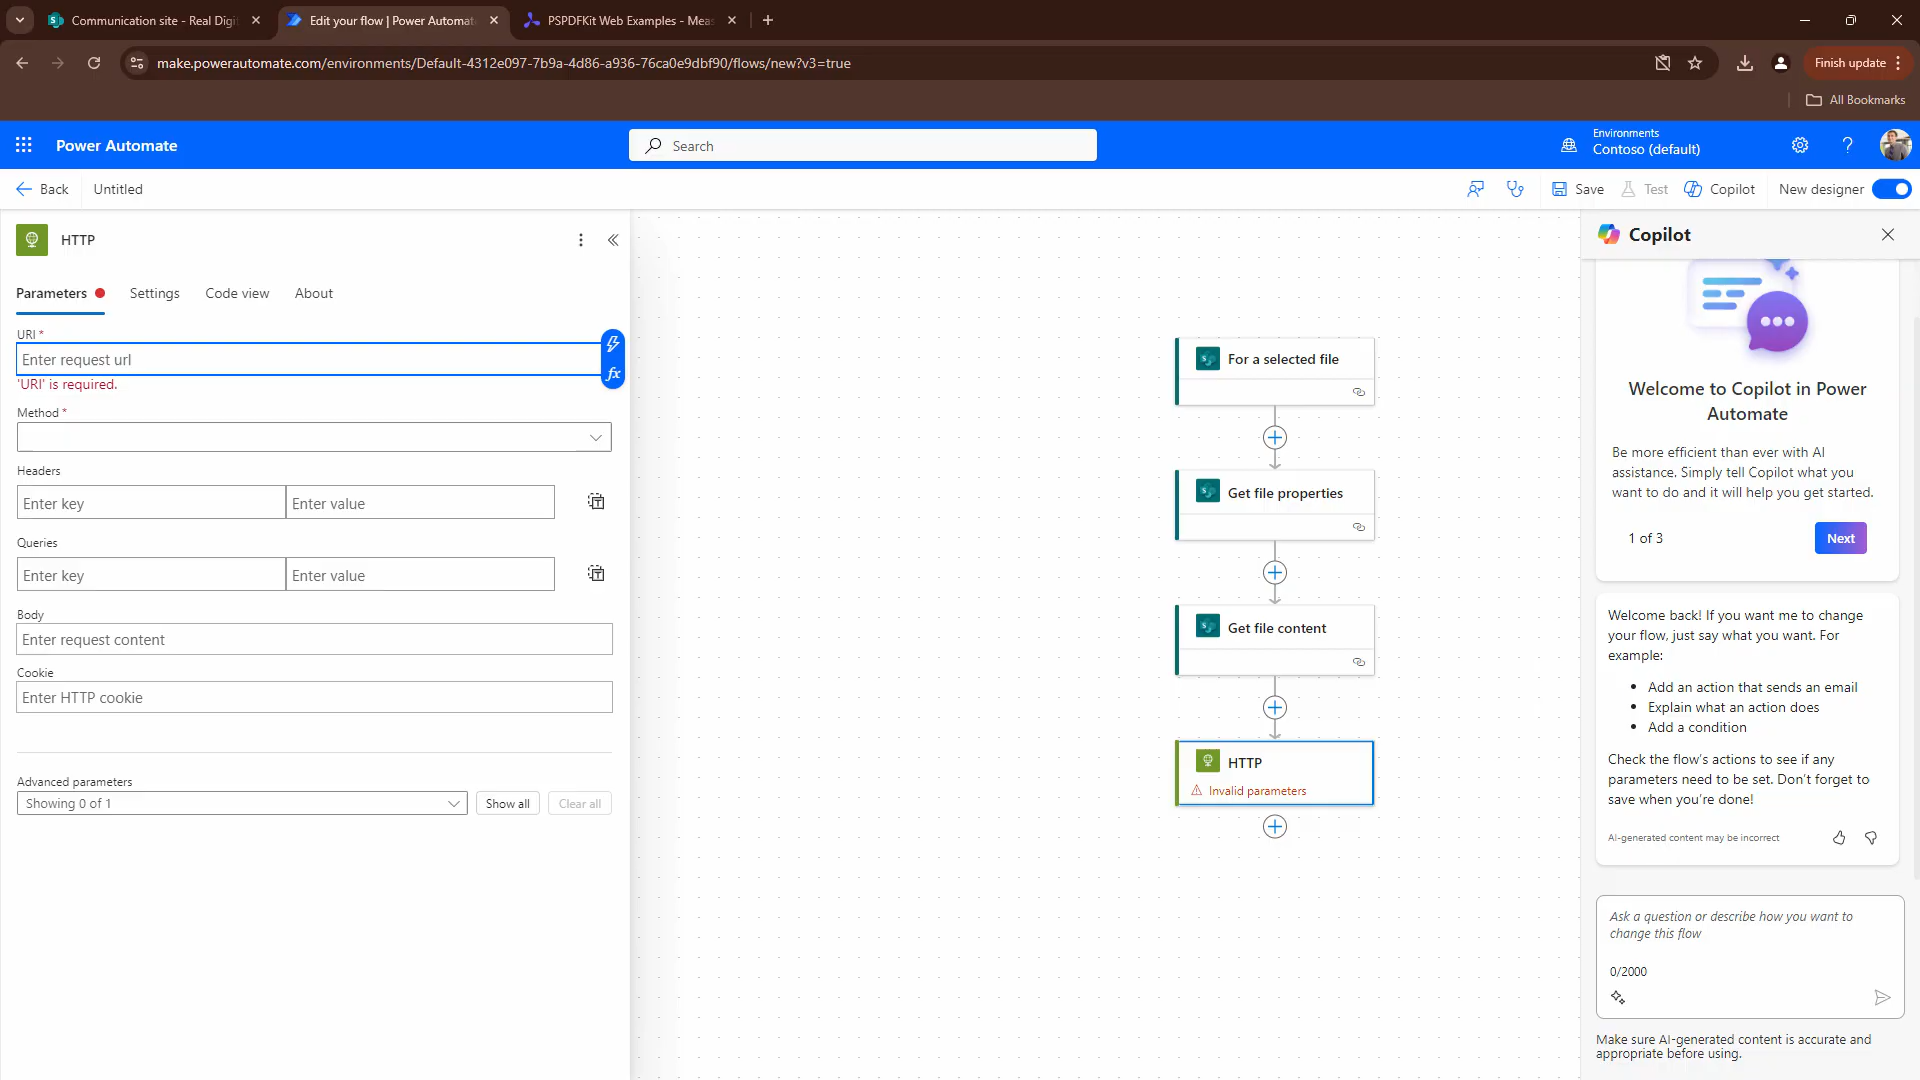 Communication site - Real Digi
Edit your flow | Power Automate
PSPDFKit Web Examples - Meas
make.powerautomate.com/environments/Default-4312e097-7b9a-4d86-a936-76ca0e9dbf90/flows/new?v3=true
Finish update
All Bookmarks
Power Automate
Search
Environments
Contoso (default)
Back
Untitled
Save
Test
Copilot
New designer
HTTP
Parameters
Settings
Code view
About
URI *
Enter request url
'URI' is required.
fx
Method *
Headers
Enter key
Enter value
Queries
Enter key
Enter value
Body
Enter request content
Cookie
Enter HTTP cookie
Advanced parameters
Showing 0 of 1
Show all
Clear all
For a selected file
Get file properties
Get file content
HTTP
Invalid parameters
Copilot
Welcome to Copilot in Power
Automate
Be more efficient than ever with AI
assistance. Simply tell Copilot what you
want to do and it will help you get started.
1 of 3
Next
Welcome back! If you want me to change
your flow, just say what you want. For
example:
• Add an action that sends an email
• Explain what an action does
• Add a condition
Check the flow's actions to see if any
parameters need to be set. Don't forget to
save when you're done!
AI-generated content may be incorrect
Ask a question or describe how you want to
change this flow
0/2000
Make sure AI-generated content is accurate and
appropriate before using.